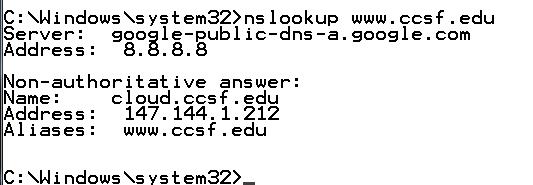 C:\Windows\system32>nslookup www.ccsf.edu
Server:  google-public-dns-a.google.com
Address:  8.8.8.8

Non-authoritative answer:
Name:    cloud.ccsf.edu
Address:  147.144.1.212
Aliases:  www.ccsf.edu


C:\Windows\system32>_